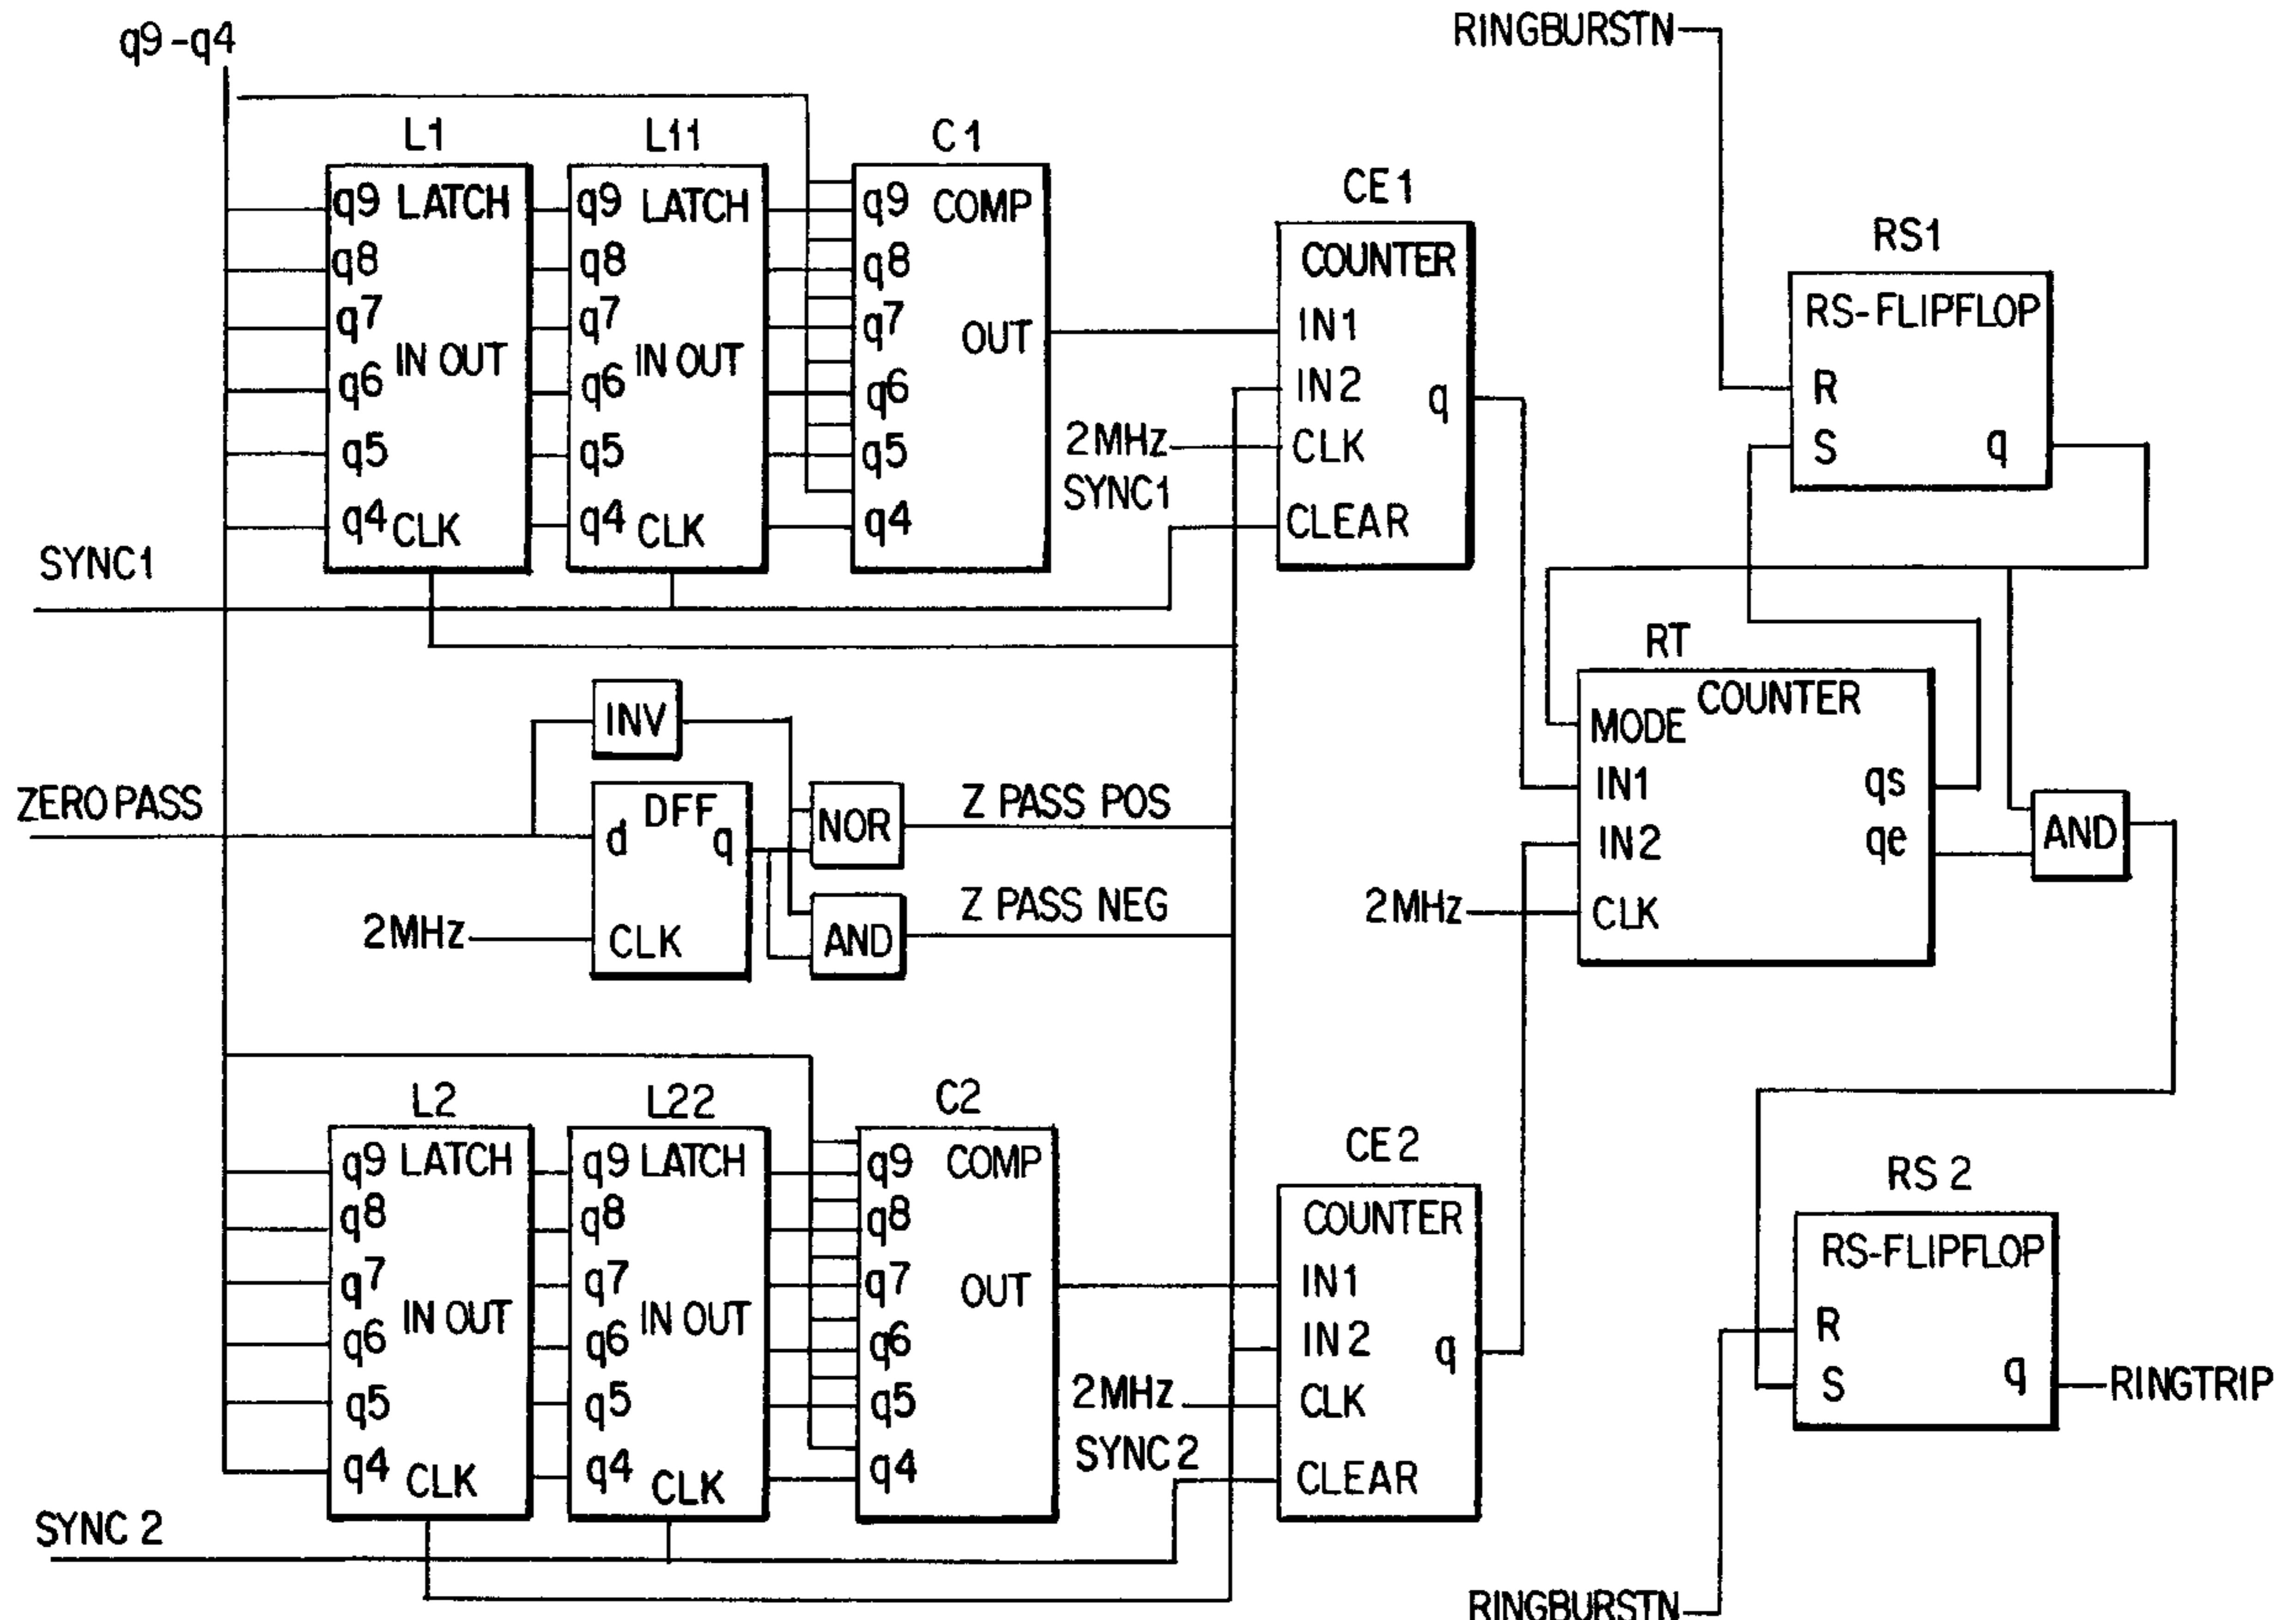 q9-q4
RINGBURSTN
L1
q9 LATCH
q8
q7
IN OUT
q6
q5
q4 CLK
L11
q9 LATCH
q8
q7
IN OUT
q6
q5
q4 CLK
C1
q9 COMP
q8
q7
OUT
q6
q5
q4
CE1
COUNTER
IN1
IN2
q
2MHz
CLK
SYNC1
CLEAR
RS1
RS-FLIPFLOP
R
S
q
SYNC1
INV
ZERO PASS
DFF
d
q
2MHz
CLK
NOR
Z PASS POS
AND
Z PASS NEG
RT
COUNTER
MODE
IN1
qs
IN2
qe
2MHz
CLK
AND
L2
q9 LATCH
q8
q7
IN OUT
q6
q5
q4 CLK
L22
q9 LATCH
q8
q7
IN OUT
q6
q5
q4 CLK
C2
q9 COMP
q8
q7
OUT
q6
q5
q4
CE2
COUNTER
IN1
IN2
q
2MHz
CLK
SYNC2
CLEAR
RS 2
RS-FLIPFLOP
R
S
q
RINGTRIP
SYNC 2
RINGBURSTN